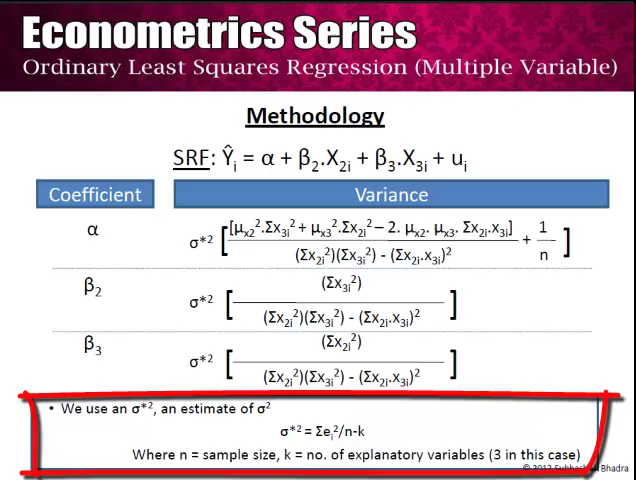 Econometrics Series
Ordinary Least Squares Regression (Multiple Variable)
Methodology
SRF: Ŷi = α + β2.X2i + β3.X3i + ui
Coefficient Variance
α σ*² [ [μx2².Σx3i² + μx3².Σx2i² – 2. μx2. μx3. Σx2i.x3i] / (Σx2i²)(Σx3i²) - (Σx2i.x3i)² + 1/n ]
β2 σ*² [ (Σx3i²) / (Σx2i²)(Σx3i²) - (Σx2i.x3i)² ]
β3 σ*² [ (Σx2i²) / (Σx2i²)(Σx3i²) - (Σx2i.x3i)² ]
• We use an σ*², an estimate of σ²
σ*² = Σei²/n-k
Where n = sample size, k = no. of explanatory variables (3 in this case)